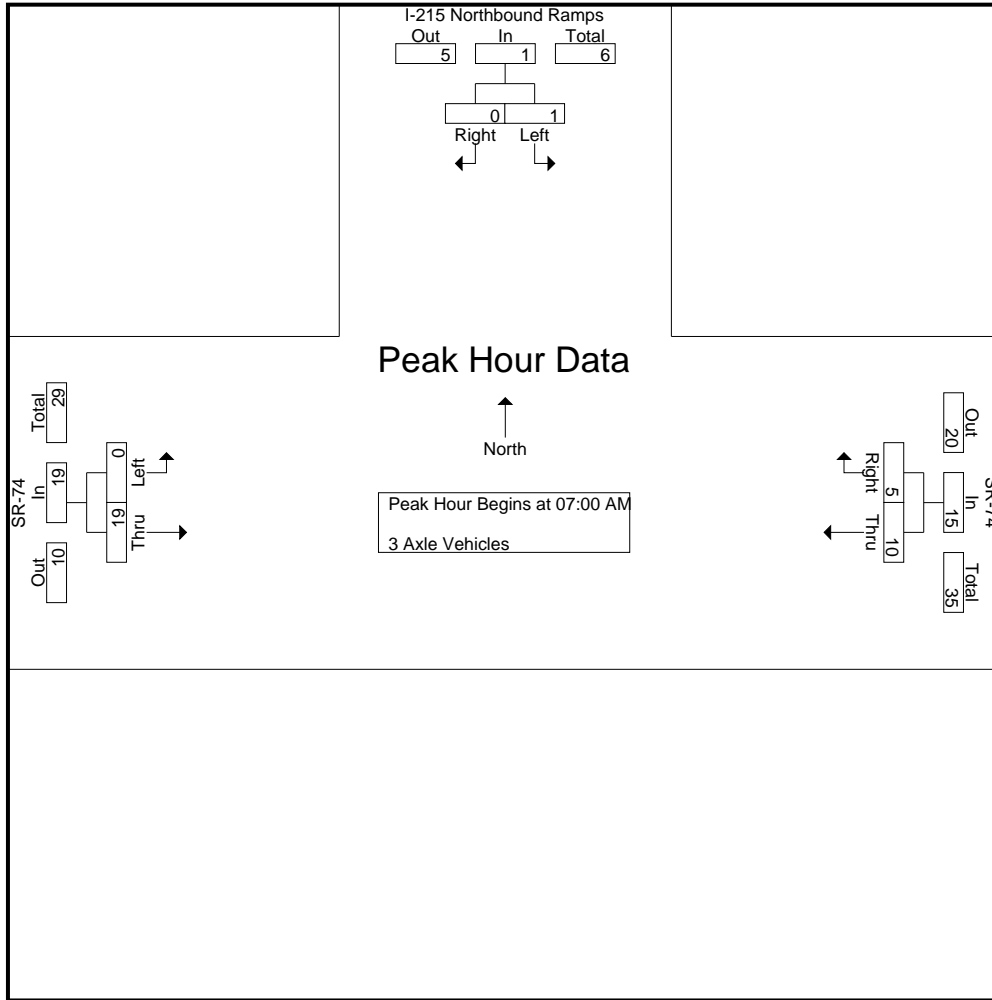 I-215 Northbound Ramps
Out In Total
5 1 6
0 1
Right Left
Peak Hour Data
North
Peak Hour Begins at 07:00 AM
3 Axle Vehicles
SR-74
Total In Out
29 19 10
0 19
Left Thru
SR-74
Out In Total
20 15 35
5 10
Right Thru